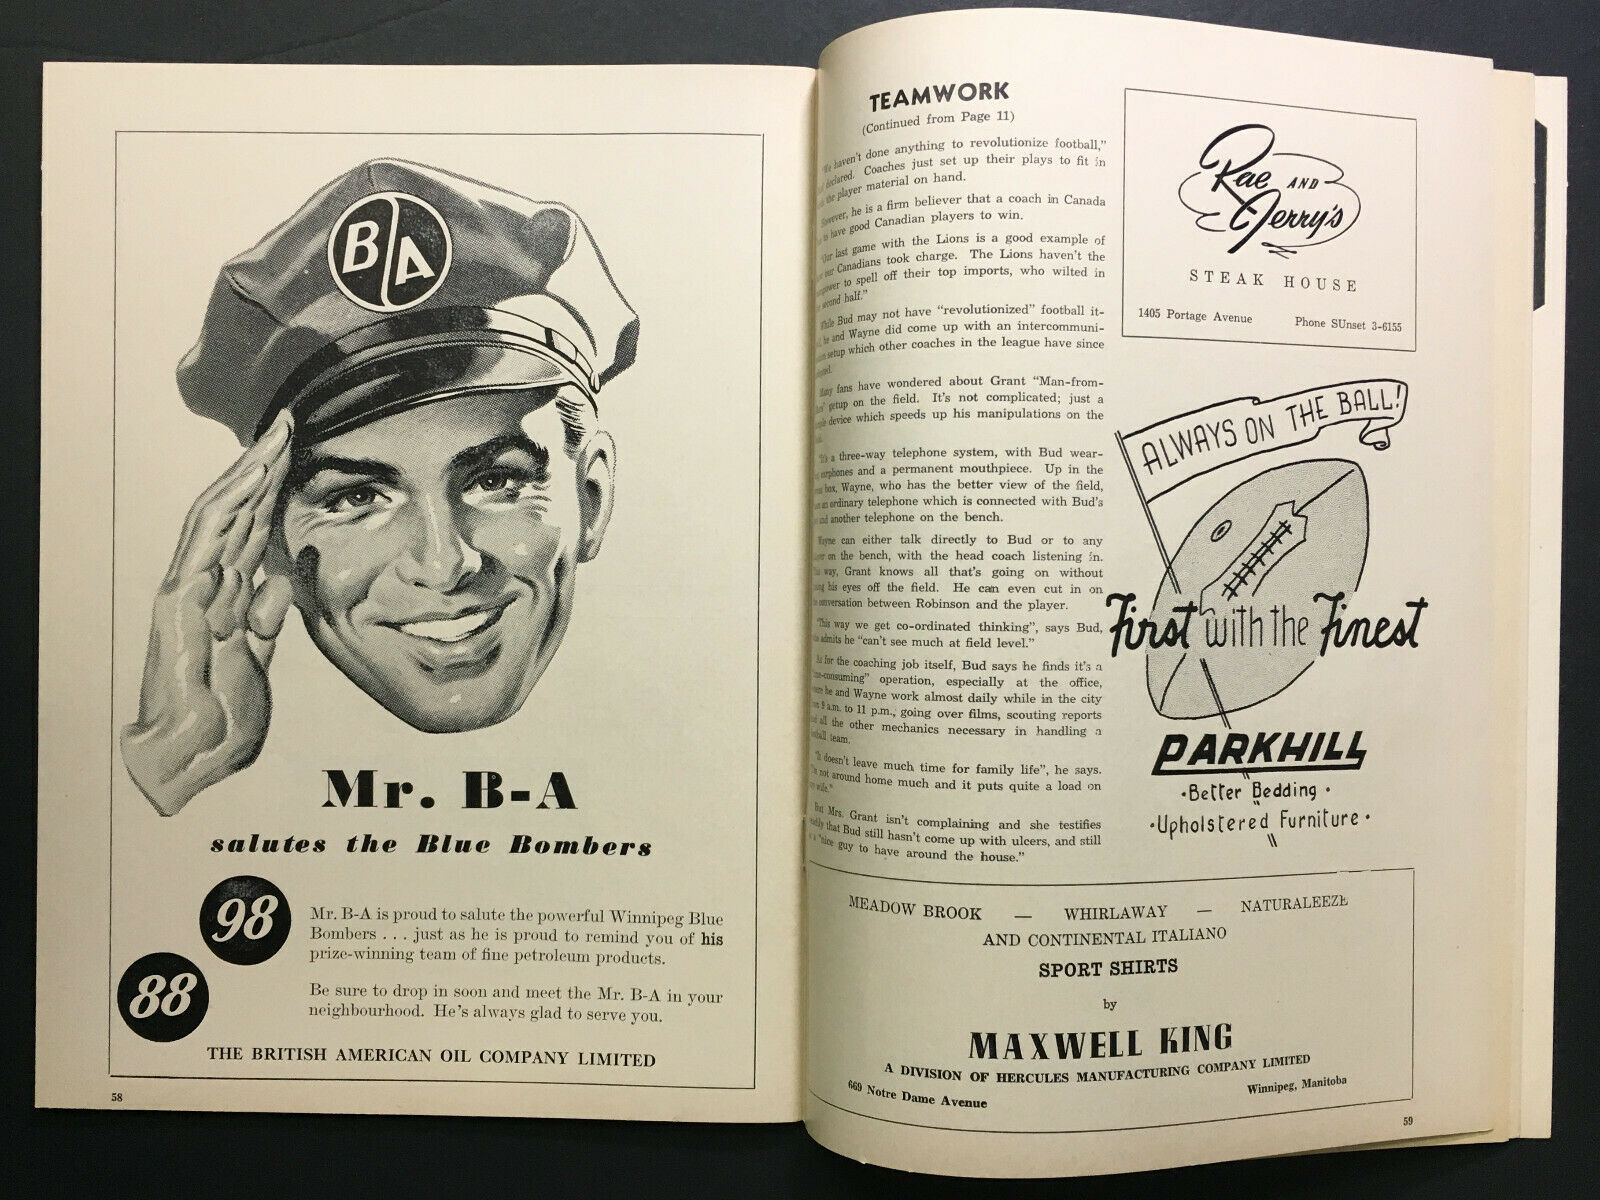 B/A
Mr. B-A
salutes the Blue Bombers
98
88
Mr. B-A is proud to salute the powerful Winnipeg Blue
Bombers . . . just as he is proud to remind you of his
prize-winning team of fine petroleum products.
Be sure to drop in soon and meet the Mr. B-A in your
neighbourhood. He's always glad to serve you.
THE BRITISH AMERICAN OIL COMPANY LIMITED
58
TEAMWORK
(Continued from Page 11)
haven't done anything to revolutionize football,"
declared. Coaches just set up their plays to fit in
the player material on hand.
he is a firm believer that a coach in Canada
to have good Canadian players to win.
last game with the Lions is a good example of
our Canadians took charge. The Lions haven't the
to spell off their top imports, who wilted in
second half."
While Bud may not have "revolutionized" football it-
he and Wayne did come up with an intercommuni-
setup which other coaches in the league have since
Many fans have wondered about Grant "Man-from-
getup on the field. It's not complicated; just a
device which speeds up his manipulations on the
"It's a three-way telephone system, with Bud wear-
earphones and a permanent mouthpiece. Up in the
box, Wayne, who has the better view of the field,
an ordinary telephone which is connected with Bud's
and another telephone on the bench.
Wayne can either talk directly to Bud or to any
on the bench, with the head coach listening in.
way, Grant knows all that's going on without
his eyes off the field. He can even cut in on
conversation between Robinson and the player.
"This way we get co-ordinated thinking", says Bud,
admits he "can't see much at field level."
As for the coaching job itself, Bud says he finds it's a
operation, especially at the office,
where he and Wayne work almost daily while in the city
9 a.m. to 11 p.m., going over films, scouting reports
all the other mechanics necessary in handling a
team.
"It doesn't leave much time for family life", he says.
not around home much and it puts quite a load on
wife."
But Mrs. Grant isn't complaining and she testifies
that Bud still hasn't come up with ulcers, and still
"nice guy to have around the house."
Rae AND
Jerry's
STEAK HOUSE
1405 Portage Avenue Phone SUnset 3-6155
ALWAYS ON THE BALL!
First with the Finest
PARKHILL
·Better Bedding·
·Upholstered Furniture·
MEADOW BROOK — WHIRLAWAY — NATURALEEZE
AND CONTINENTAL ITALIANO
SPORT SHIRTS
by
MAXWELL KING
A DIVISION OF HERCULES MANUFACTURING COMPANY LIMITED
669 Notre Dame Avenue Winnipeg, Manitoba
59